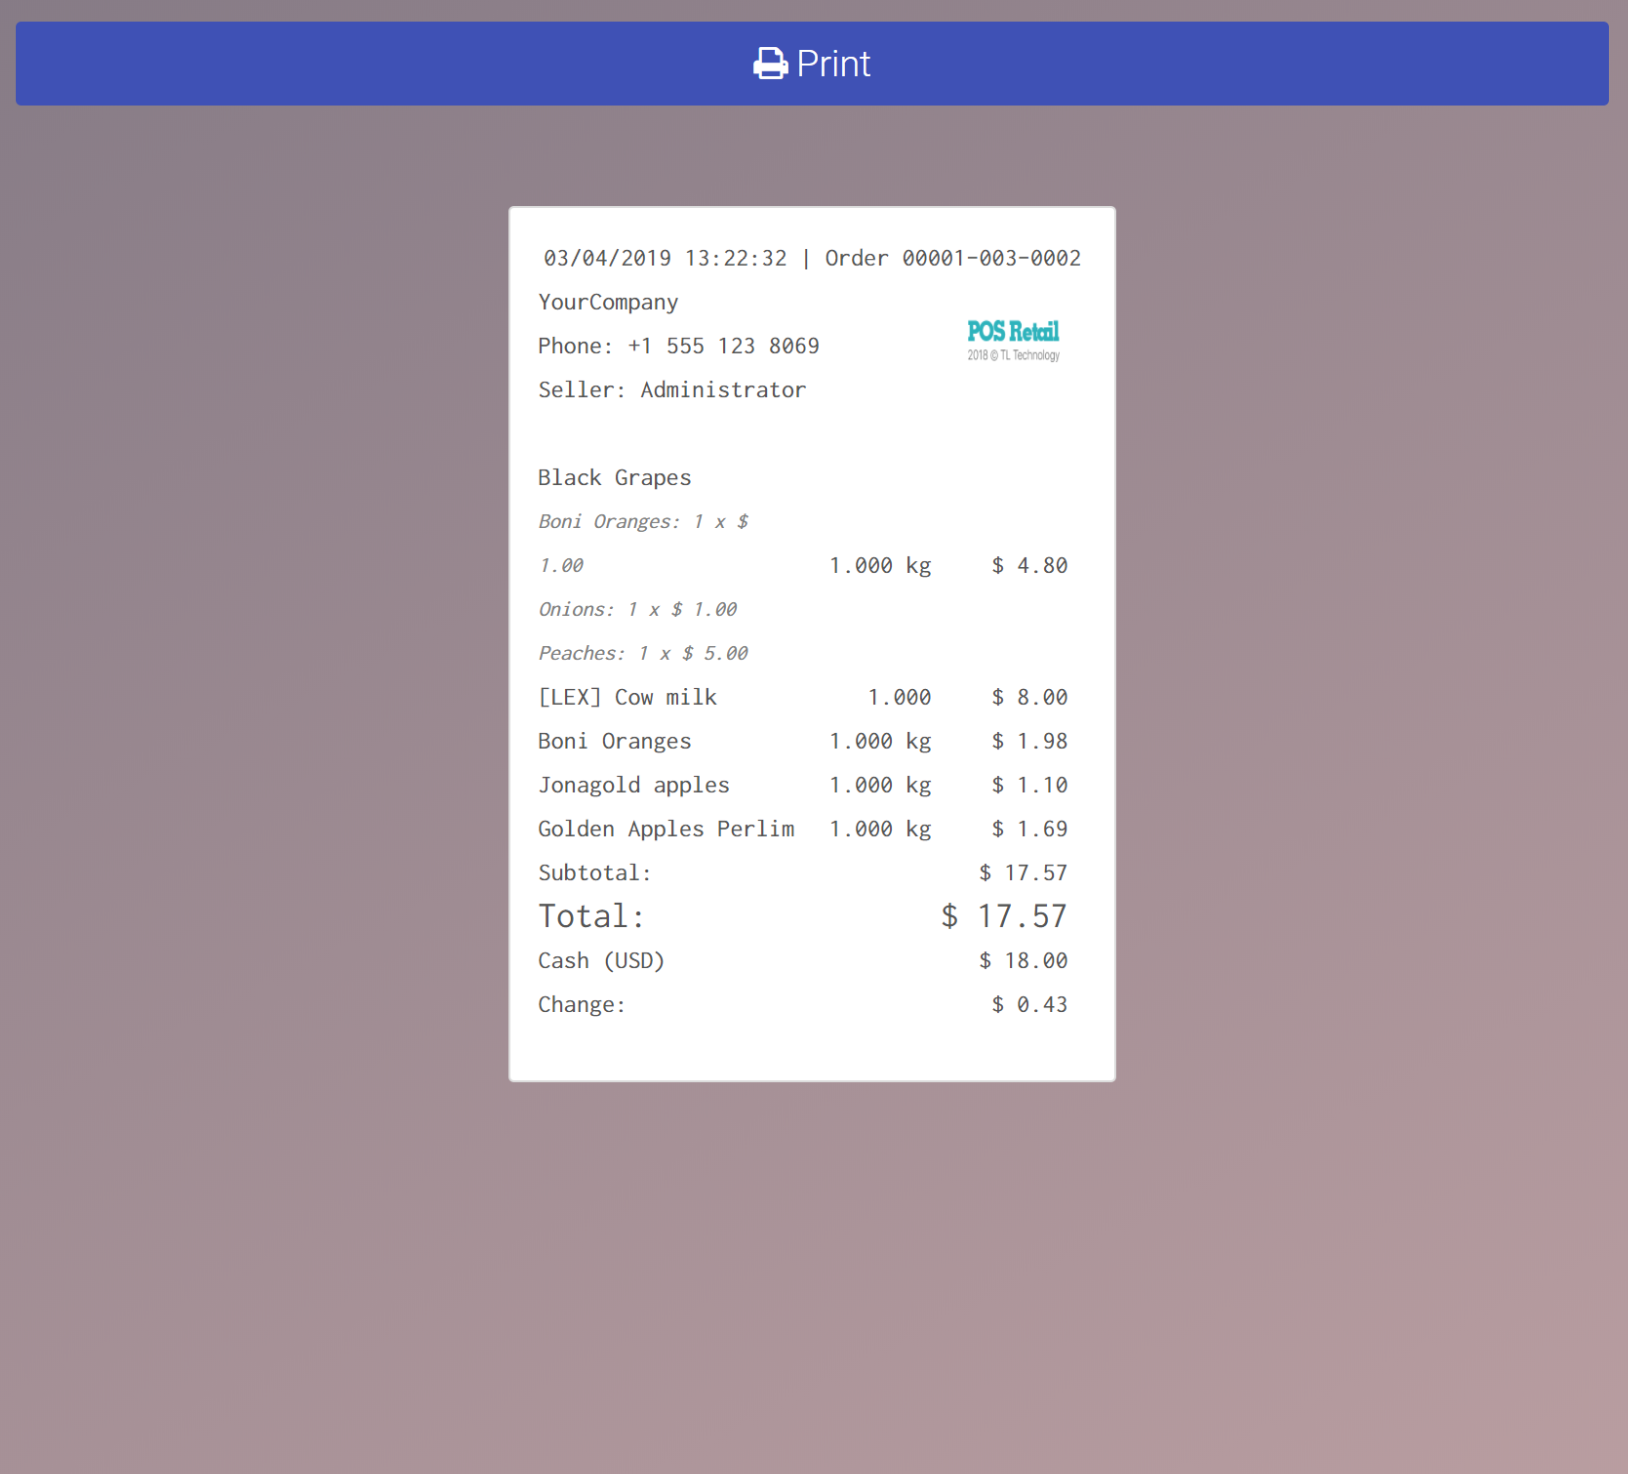 Print
03/04/2019 13:22:32 | Order 00001-003-0002
YourCompany
Phone: +1 555 123 8069
Seller: Administrator
POS Retail
2018 © TL Technology
Black Grapes
Boni Oranges: 1 x $
1.00 1.000 kg $ 4.80
Onions: 1 x $ 1.00
Peaches: 1 x $ 5.00
[LEX] Cow milk 1.000 $ 8.00
Boni Oranges 1.000 kg $ 1.98
Jonagold apples 1.000 kg $ 1.10
Golden Apples Perlim 1.000 kg $ 1.69
Subtotal: $ 17.57
Total: $ 17.57
Cash (USD) $ 18.00
Change: $ 0.43